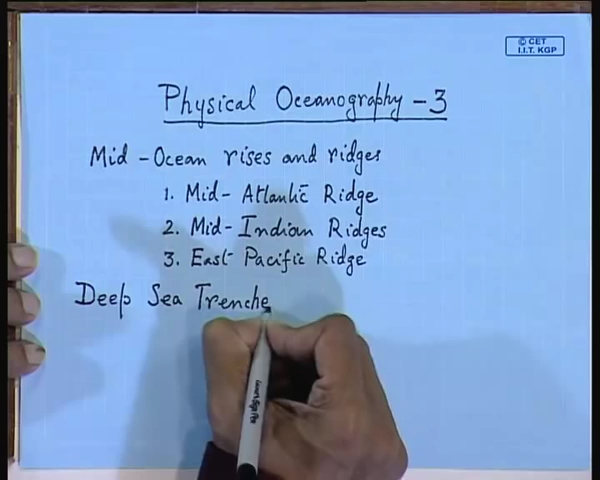 © CET
I.I.T. KGP
Physical Oceanography - 3
Mid - Ocean rises and ridges
1. Mid - Atlantic Ridge
2. Mid - Indian Ridges
3. East Pacific Ridge
Deep Sea Trenche